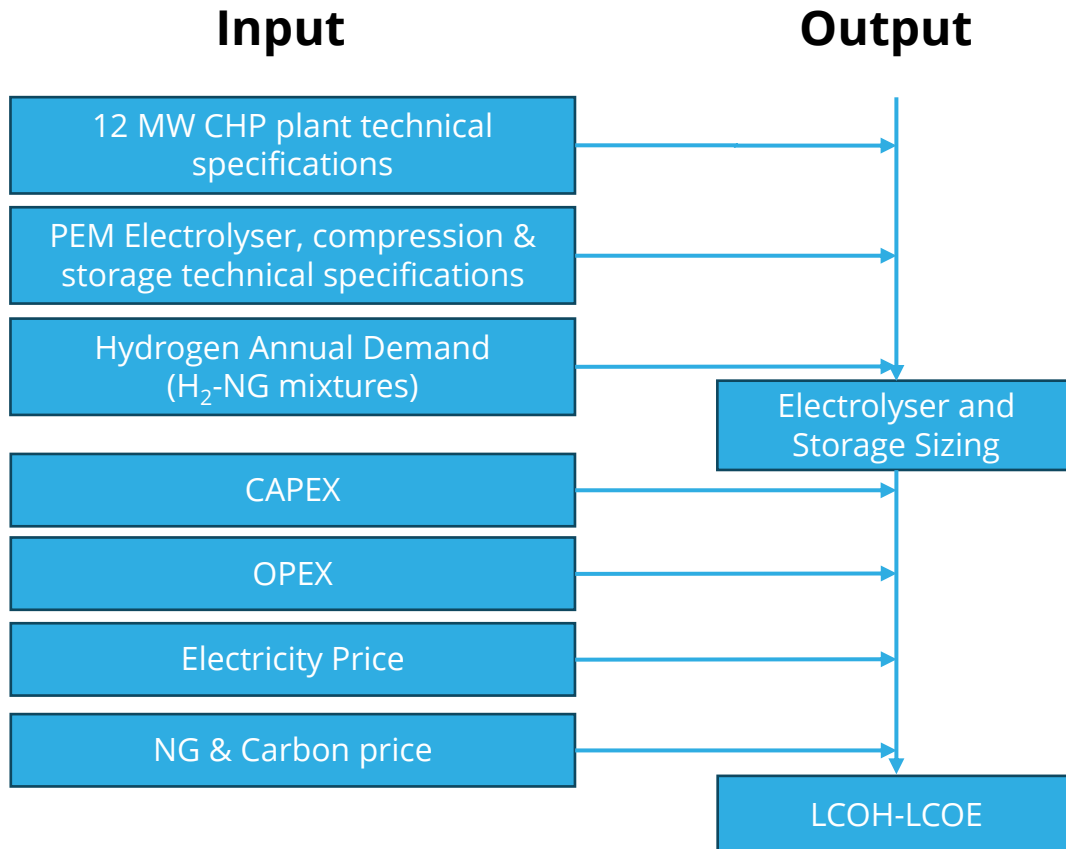 Input
Output
12 MW CHP plant technical
specifications
PEM Electrolyser, compression &
storage technical specifications
Hydrogen Annual Demand
(H₂-NG mixtures)
Electrolyser and
Storage Sizing
CAPEX
OPEX
Electricity Price
NG & Carbon price
LCOH-LCOE